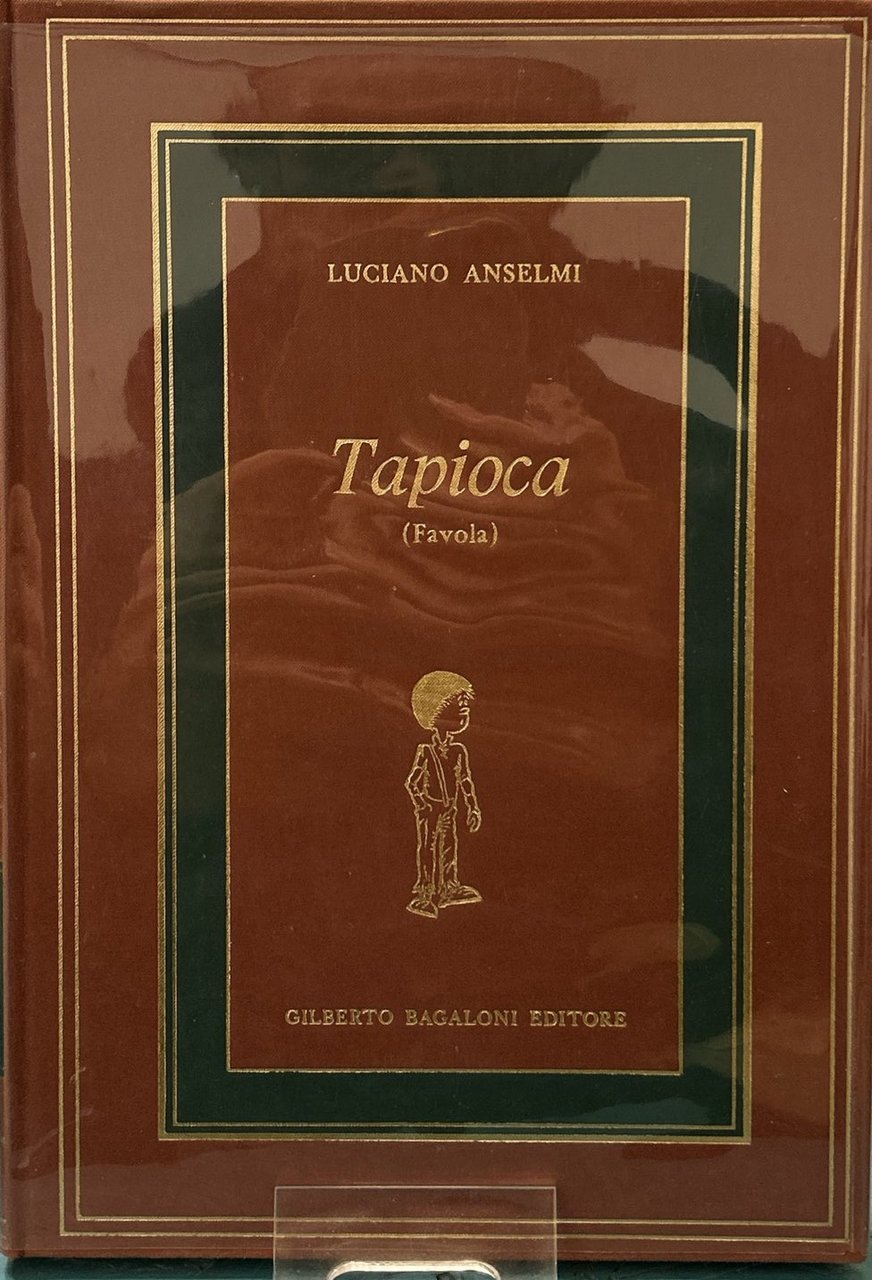 LUCIANO ANSELMI
Tapioca
(Favola)
GILBERTO BAGALONI EDITORE